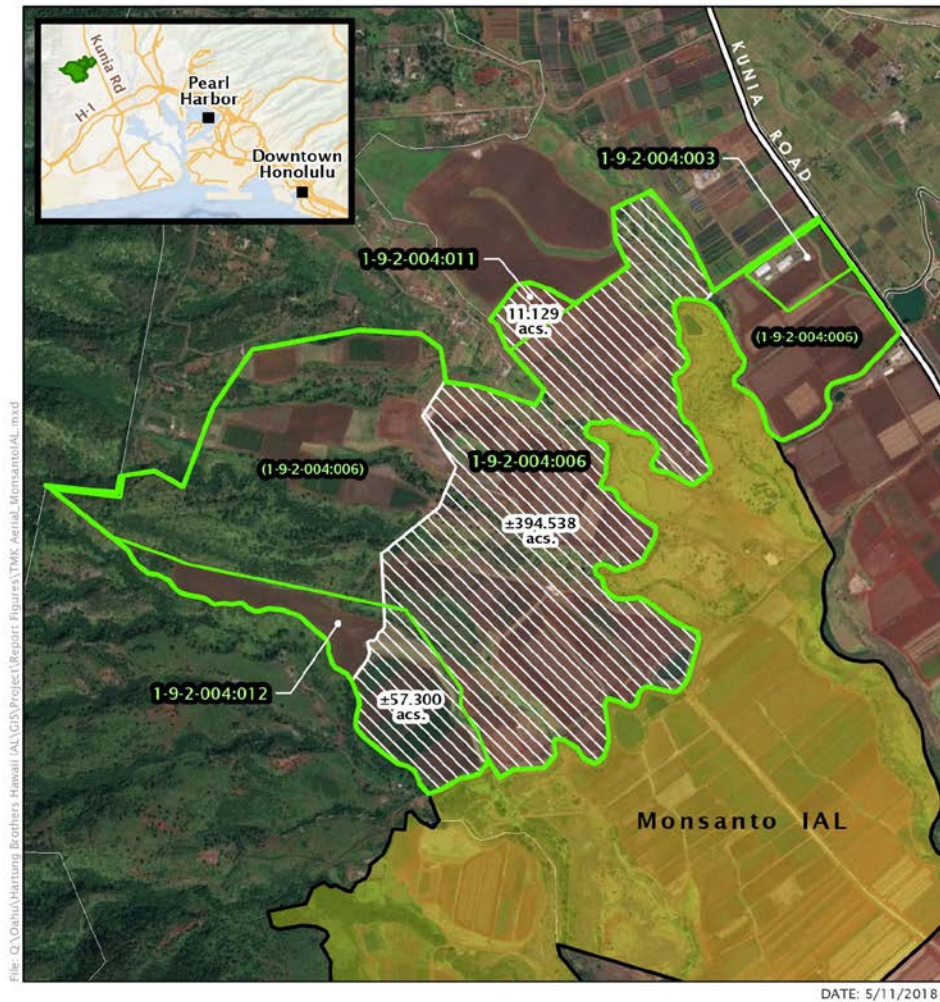 Kunia Rd
H-1
Pearl
Harbor
Downtown
Honolulu
KUNIA ROAD
1-9-2-004:003
1-9-2-004:011
11.129
acs.
(1-9-2-004:006)
(1-9-2-004:006)
1-9-2-004:006
±394.538
acs.
1-9-2-004:012
±57.300
acs.
Monsanto IAL
File: Q:\Oahu\Hartung Brothers Hawaii IAL\GIS\Project\Report Figures\TMK Aerial_MonsantoIAL.mxd
DATE: 5/11/2018